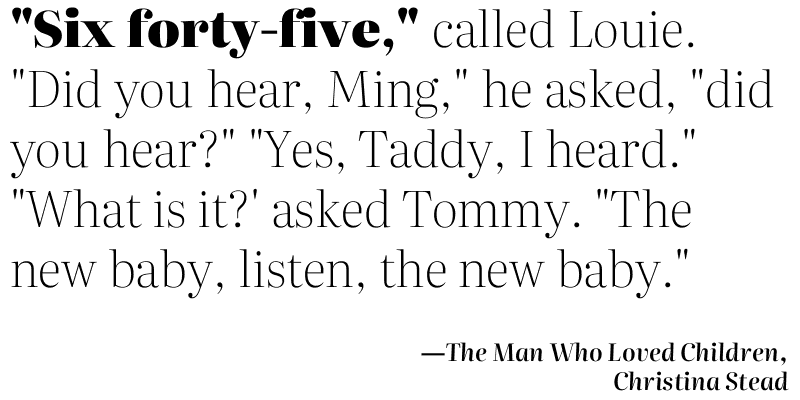 "Six forty-five," called Louie.
"Did you hear, Ming," he asked, "did
you hear?" "Yes, Taddy, I heard."
"What is it?' asked Tommy. "The
new baby, listen, the new baby."
—The Man Who Loved Children,
Christina Stead